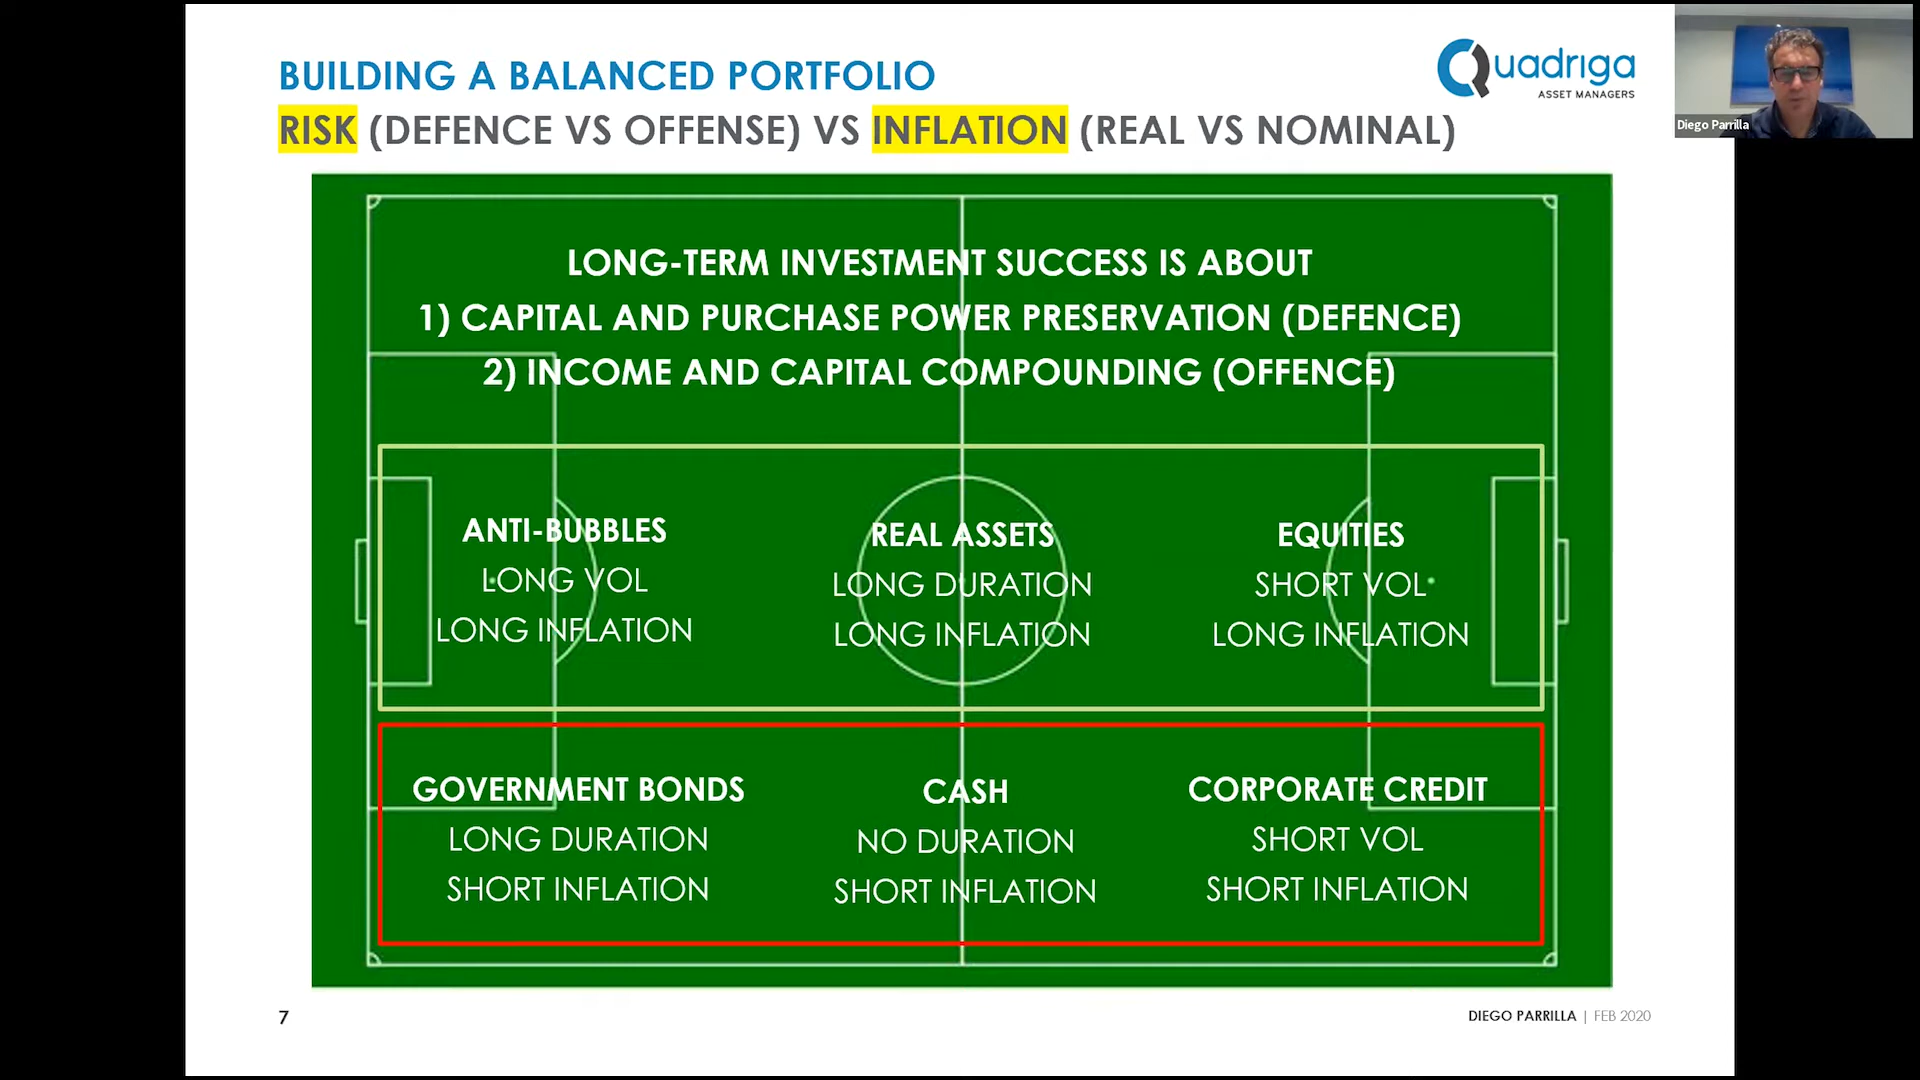 BUILDING A BALANCED PORTFOLIO
RISK (DEFENCE VS OFFENSE) VS INFLATION (REAL VS NOMINAL)
Quadriga
ASSET MANAGERS
Diego Parrilla
LONG-TERM INVESTMENT SUCCESS IS ABOUT
1) CAPITAL AND PURCHASE POWER PRESERVATION (DEFENCE)
2) INCOME AND CAPITAL COMPOUNDING (OFFENCE)
ANTI-BUBBLES
LONG VOL
LONG INFLATION
REAL ASSETS
LONG DURATION
LONG INFLATION
EQUITIES
SHORT VOL
LONG INFLATION
GOVERNMENT BONDS
LONG DURATION
SHORT INFLATION
CASH
NO DURATION
SHORT INFLATION
CORPORATE CREDIT
SHORT VOL
SHORT INFLATION
7
DIEGO PARRILLA | FEB 2020